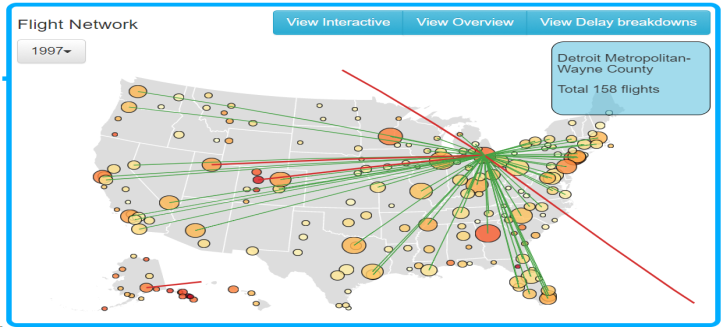 Flight Network
View Interactive
View Overview
View Delay breakdowns
1997
Detroit Metropolitan-
Wayne County
Total 158 flights